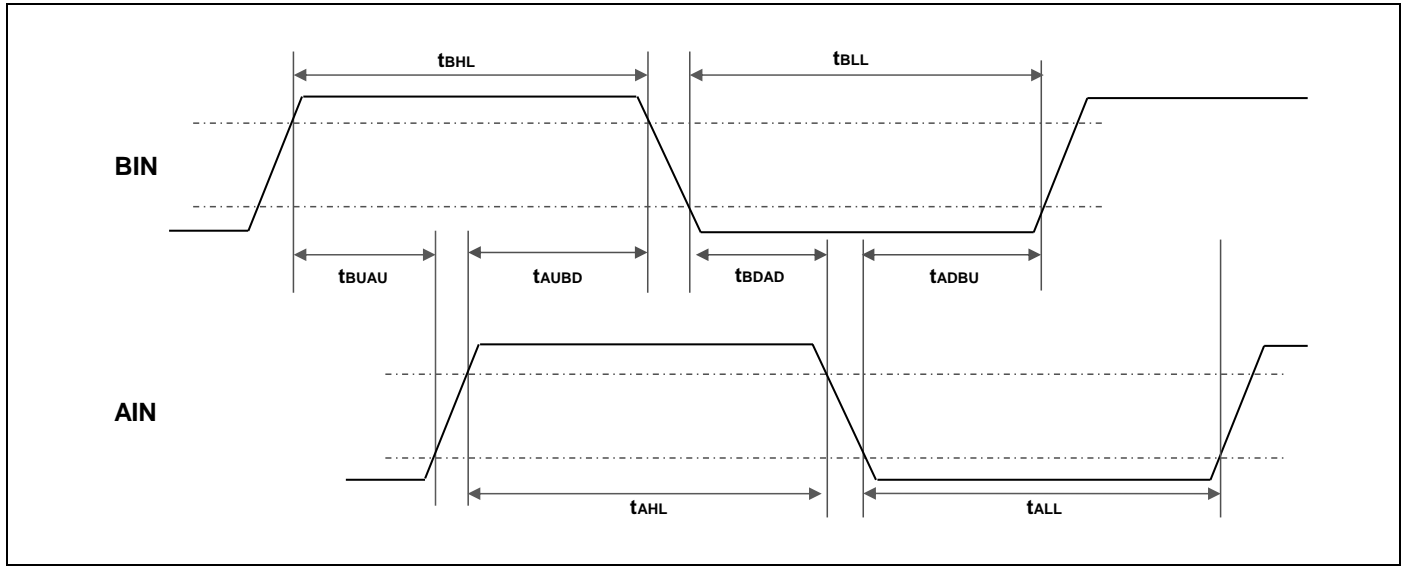 tBHL
tBLL
BIN
tBUAU
tAUBD
tBDAD
tADBU
AIN
tAHL
tALL